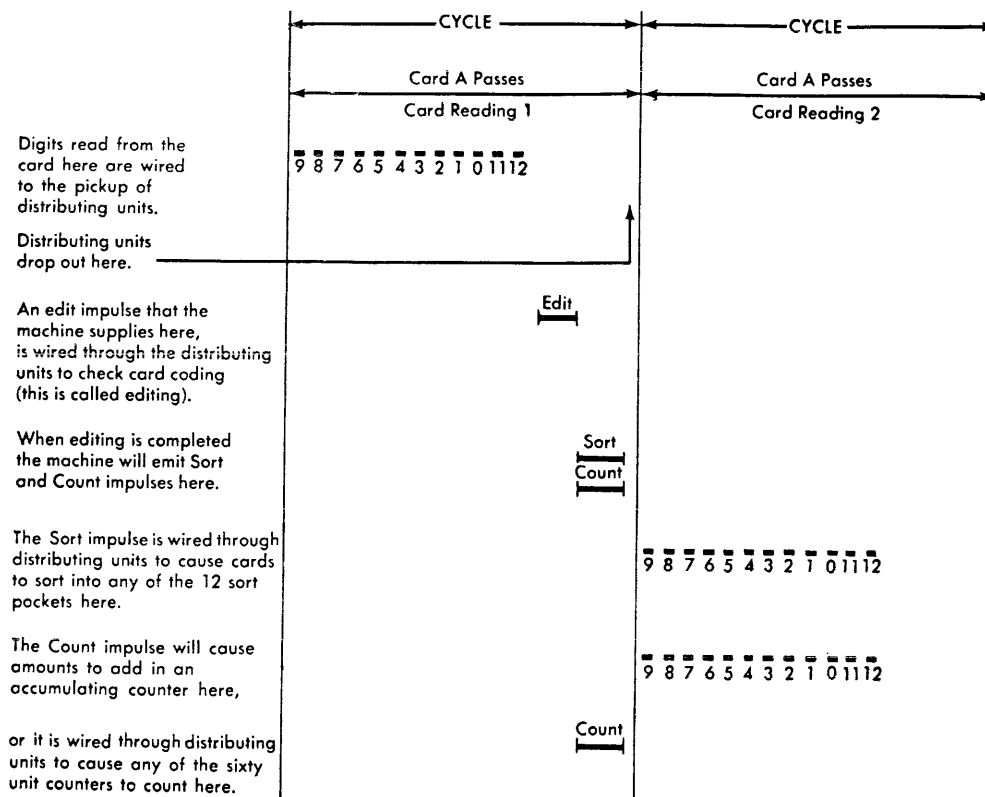 CYCLE CYCLE
Card A Passes Card A Passes
Card Reading 1 Card Reading 2
Digits read from the
card here are wired
to the pickup of
distributing units.
9 8 7 6 5 4 3 2 1 0 11 12
Distributing units
drop out here.
An edit impulse that the
machine supplies here,
is wired through the distributing
units to check card coding
(this is called editing).
Edit
When editing is completed
the machine will emit Sort
and Count impulses here.
Sort
Count
The Sort impulse is wired through
distributing units to cause cards
to sort into any of the 12 sort
pockets here.
9 8 7 6 5 4 3 2 1 0 11 12
The Count impulse will cause
amounts to add in an
accumulating counter here,
9 8 7 6 5 4 3 2 1 0 11 12
or it is wired through distributing
units to cause any of the sixty
unit counters to count here.
Count